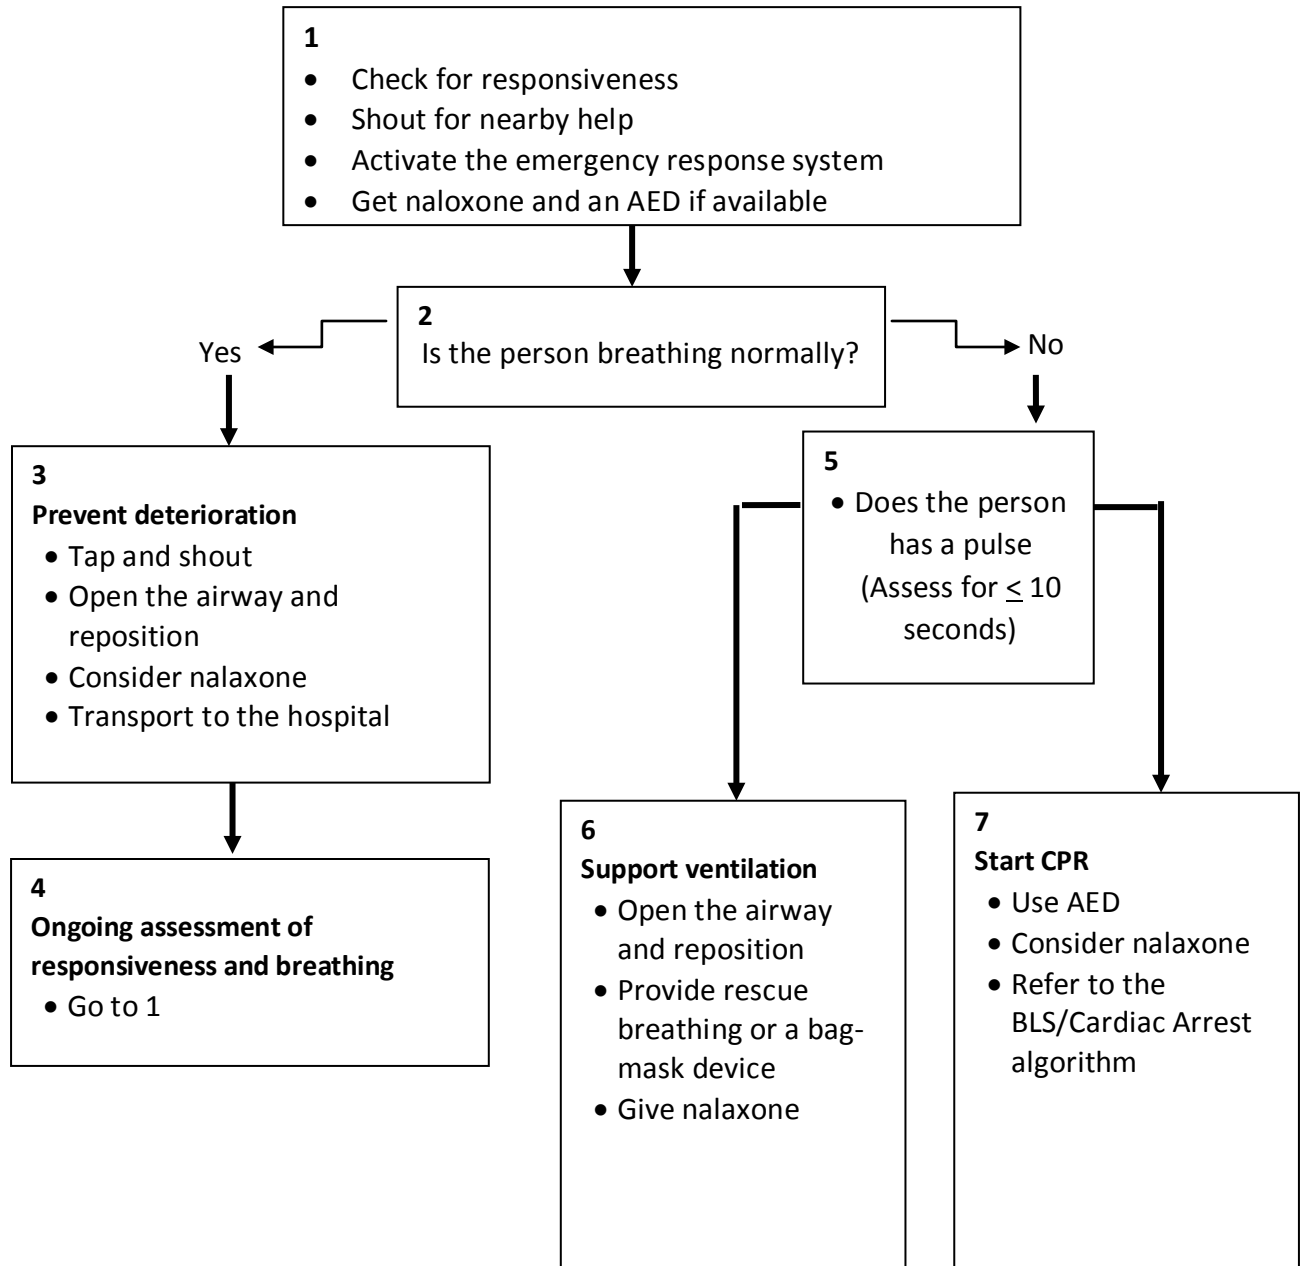 1
• Check for responsiveness
• Shout for nearby help
• Activate the emergency response system
• Get naloxone and an AED if available
2
Is the person breathing normally?
Yes
No
3
Prevent deterioration
• Tap and shout
• Open the airway and
reposition
• Consider nalaxone
• Transport to the hospital
4
Ongoing assessment of
responsiveness and breathing
• Go to 1
5
• Does the person
has a pulse
(Assess for ≤ 10
seconds)
6
Support ventilation
• Open the airway
and reposition
• Provide rescue
breathing or a bag-
mask device
• Give nalaxone
7
Start CPR
• Use AED
• Consider nalaxone
• Refer to the
BLS/Cardiac Arrest
algorithm